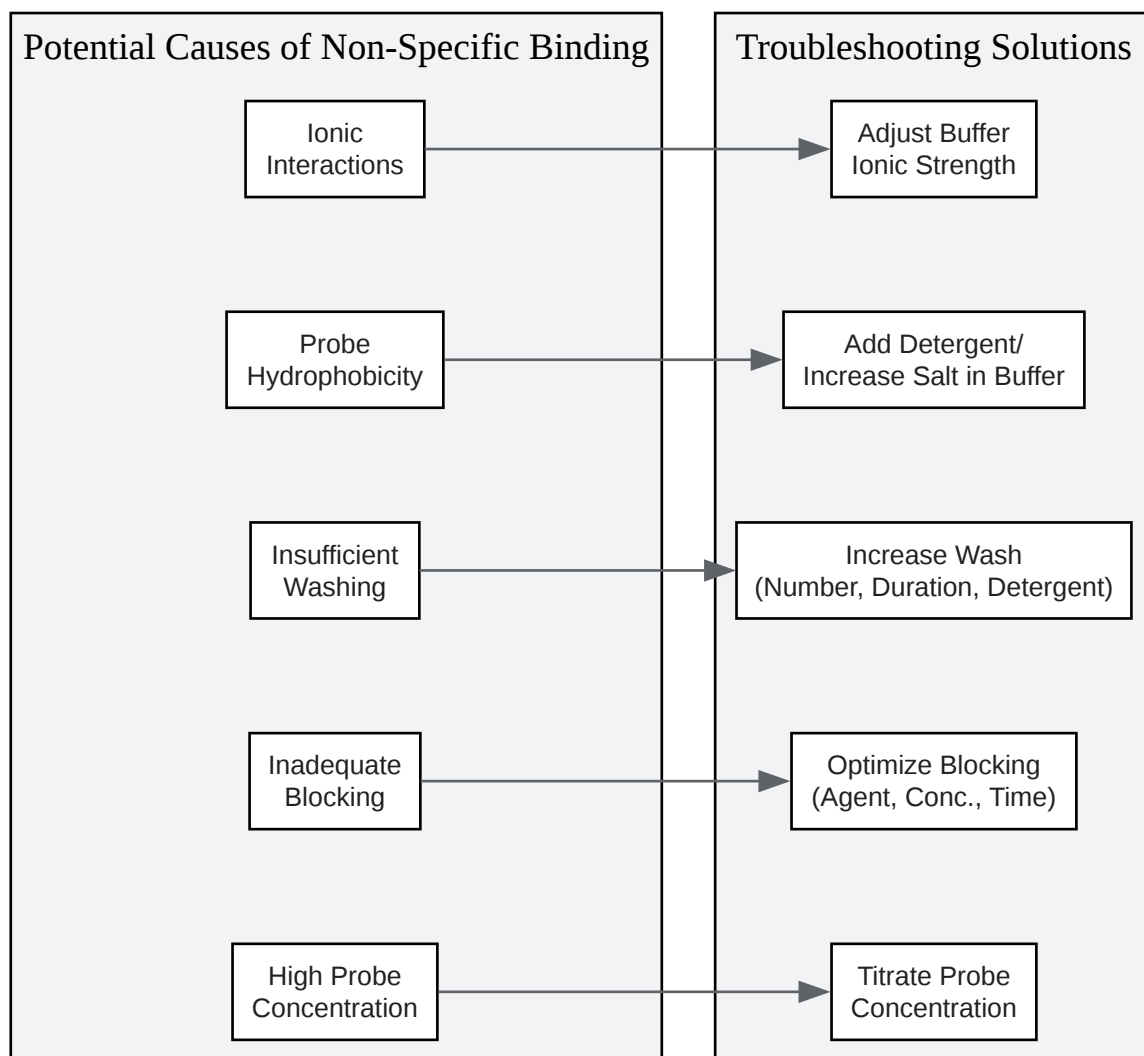 Potential Causes of Non-Specific Binding
Troubleshooting Solutions
Ionic
Interactions
Adjust Buffer
Ionic Strength
Probe
Hydrophobicity
Add Detergent/
Increase Salt in Buffer
Insufficient
Washing
Increase Wash
(Number, Duration, Detergent)
Inadequate
Blocking
Optimize Blocking
(Agent, Conc., Time)
High Probe
Concentration
Titrate Probe
Concentration